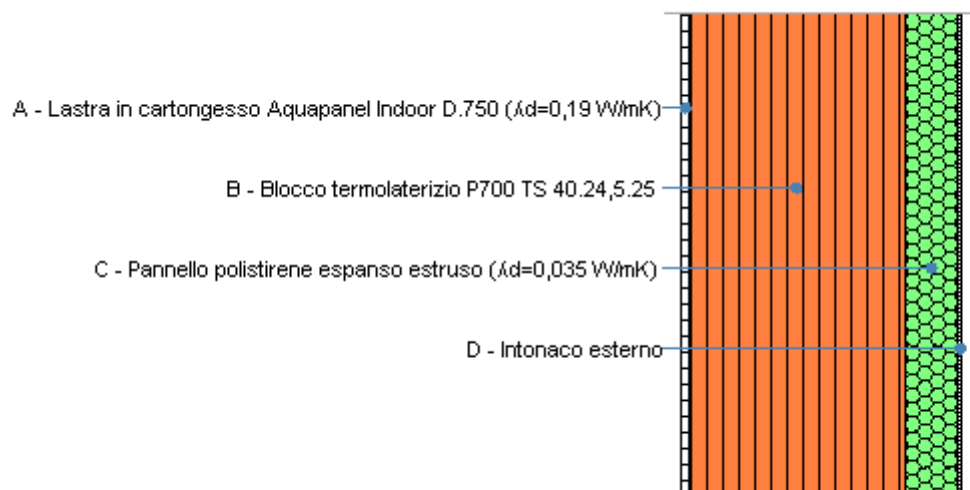 A - Lastra in cartongesso Aquapanel Indoor D.750 (λd=0,19 W/mK)
B - Blocco termolaterizio P700 TS 40.24,5.25
C - Pannello polistirene espanso estruso (λd=0,035 W/mK)
D - Intonaco esterno